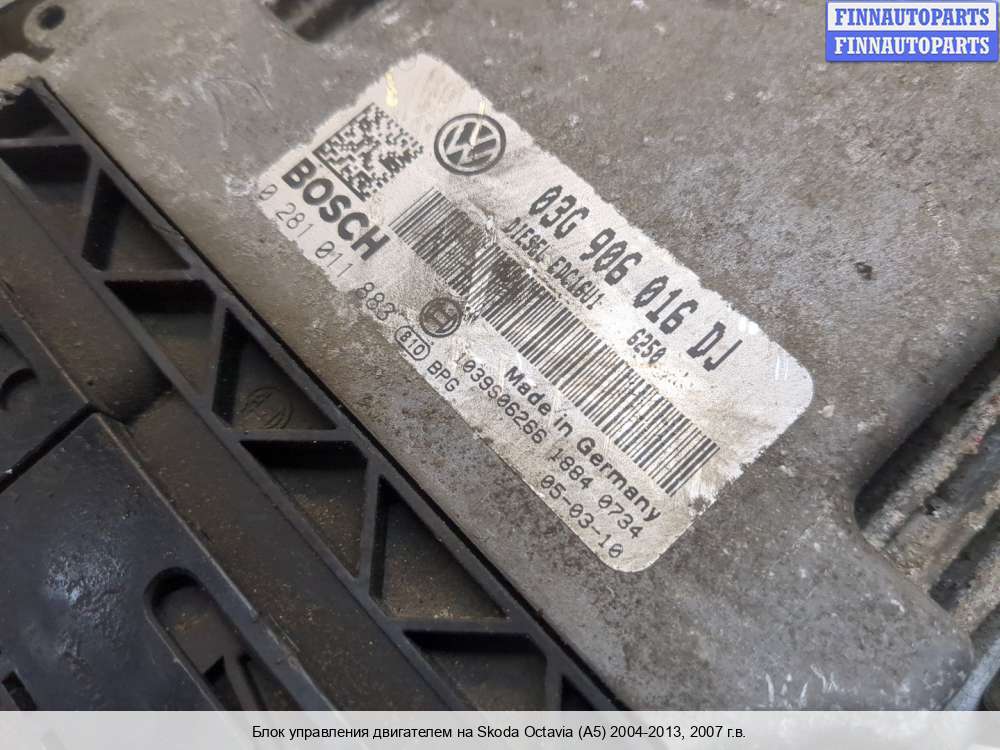 FINNAUTOPARTS
FINNAUTOPARTS
03G 906 016 DJ
DIESEL EDC16U1
6250
BOSCH
0 281 011 883
810 BPG
Made in Germany
1039S06266 1884 0734
05-03-10
Блок управления двигателем на Skoda Octavia (A5) 2004-2013, 2007 г.в.